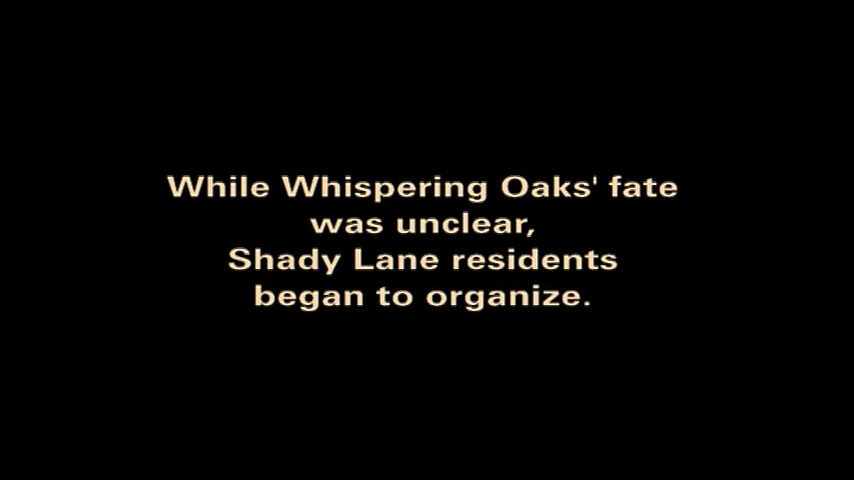 While Whispering Oaks' fate
was unclear,
Shady Lane residents
began to organize.